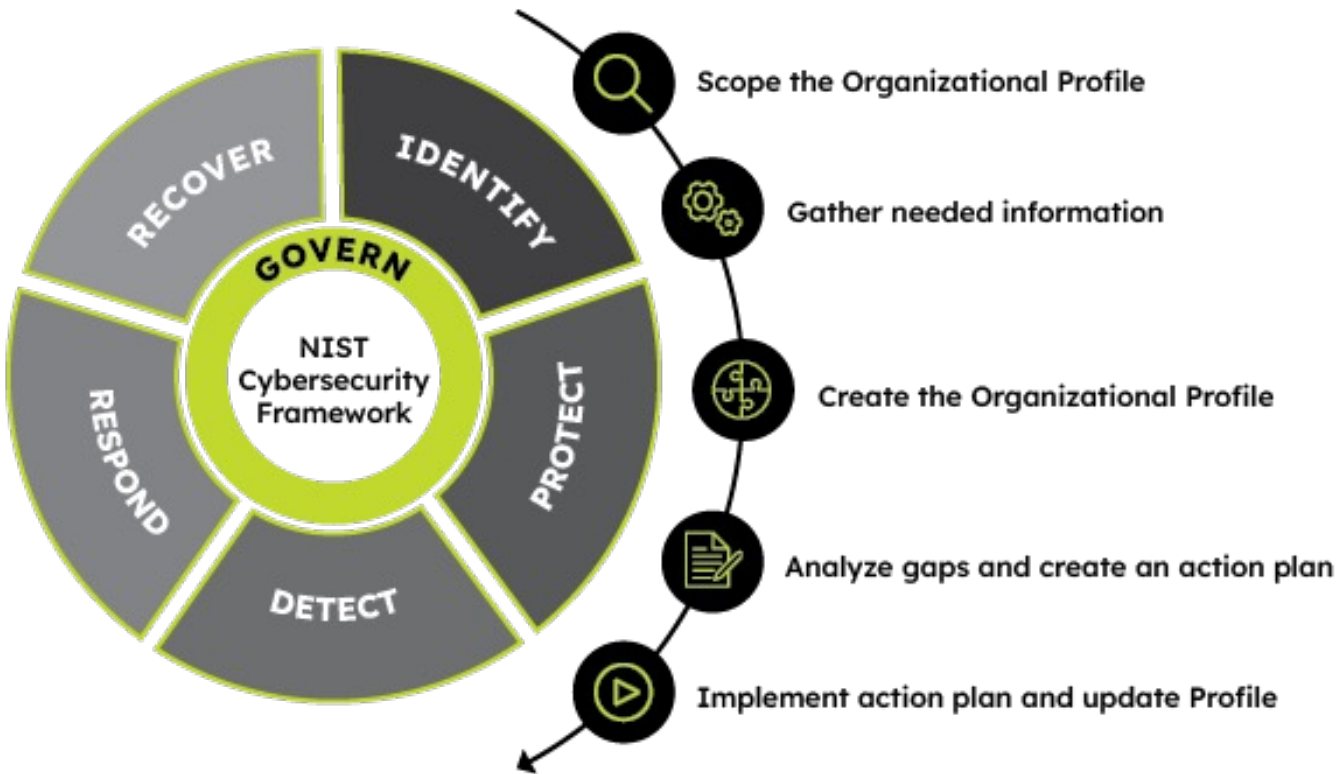 RECOVER
IDENTIFY
GOVERN
NIST
Cybersecurity
Framework
PROTECT
RESPOND
DETECT
Scope the Organizational Profile
Gather needed information
Create the Organizational Profile
Analyze gaps and create an action plan
Implement action plan and update Profile